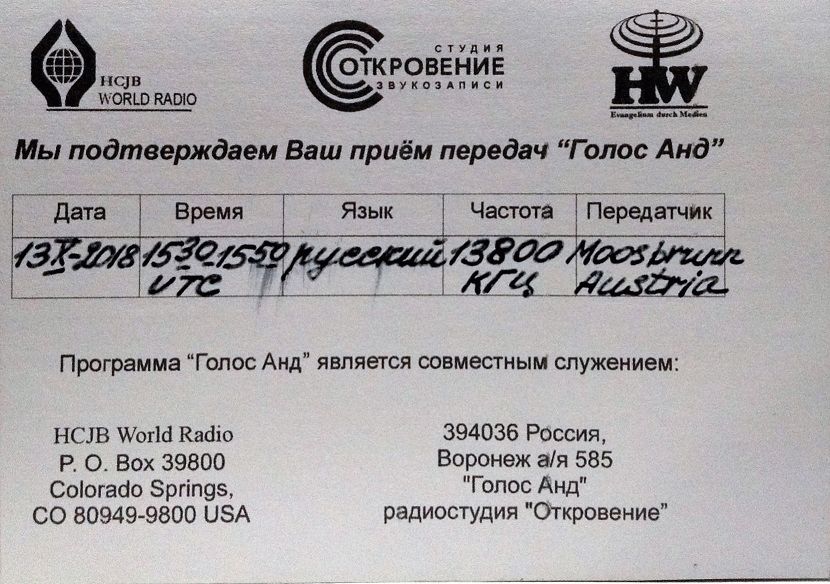 HCJB
WORLD RADIO
СТУДИЯ
ОТКРОВЕНИЕ
ЗВУКОЗАПИСИ
HW
Evangelium durch Medien
Мы подтверждаем Ваш приём передач “Голос Анд”
Дата Время Язык Частота Передатчик
13 X-2018 1530-1550 русский 13800 Moosbrunn
UTC КГЦ Austria
Программа “Голос Анд” является совместным служением:
HCJB World Radio
P. O. Box 39800
Colorado Springs,
CO 80949-9800 USA
394036 Россия,
Воронеж а/я 585
"Голос Анд"
радиостудия "Откровение"